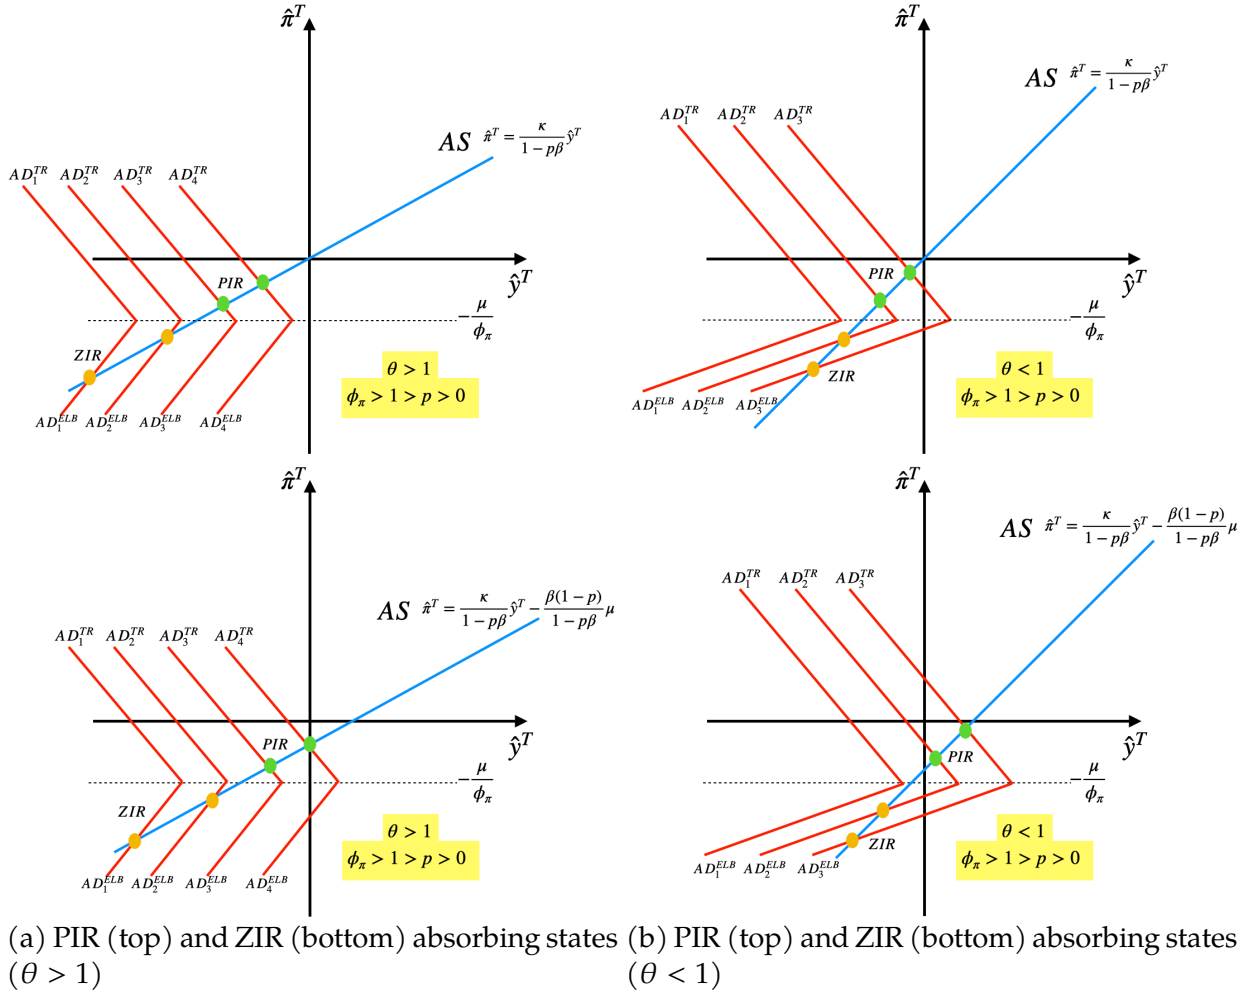 π̂^T
AS π̂^T = κ/(1 − pβ) ŷ^T
AD_1^TR AD_2^TR AD_3^TR AD_4^TR
PIR
ŷ^T
−μ/ϕ_π
ZIR
θ > 1
ϕ_π > 1 > p > 0
AD_1^ELB AD_2^ELB AD_3^ELB AD_4^ELB
π̂^T
AS π̂^T = κ/(1 − pβ) ŷ^T
AD_1^TR AD_2^TR AD_3^TR
PIR
ŷ^T
−μ/ϕ_π
ZIR
θ < 1
ϕ_π > 1 > p > 0
AD_1^ELB AD_2^ELB AD_3^ELB
π̂^T
AS π̂^T = κ/(1 − pβ) ŷ^T − β(1 − p)/(1 − pβ) μ
AD_1^TR AD_2^TR AD_3^TR AD_4^TR
PIR
ŷ^T
−μ/ϕ_π
ZIR
θ > 1
ϕ_π > 1 > p > 0
AD_1^ELB AD_2^ELB AD_3^ELB AD_4^ELB
π̂^T
AS π̂^T = κ/(1 − pβ) ŷ^T − β(1 − p)/(1 − pβ) μ
AD_1^TR AD_2^TR AD_3^TR
ŷ^T
PIR
−μ/ϕ_π
ZIR
θ < 1
ϕ_π > 1 > p > 0
AD_1^ELB AD_2^ELB AD_3^ELB
(a) PIR (top) and ZIR (bottom) absorbing states
(θ > 1)
(b) PIR (top) and ZIR (bottom) absorbing states
(θ < 1)